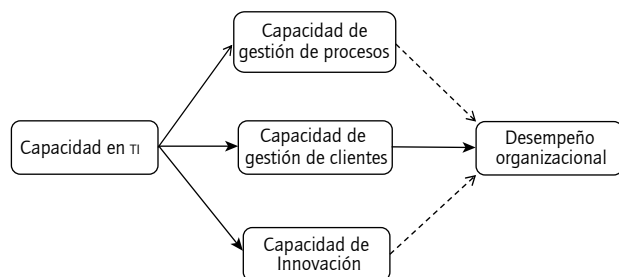 Capacidad de
gestión de procesos
Capacidad en TI
Capacidad de
gestión de clientes
Desempeño
organizacional
Capacidad de
Innovación